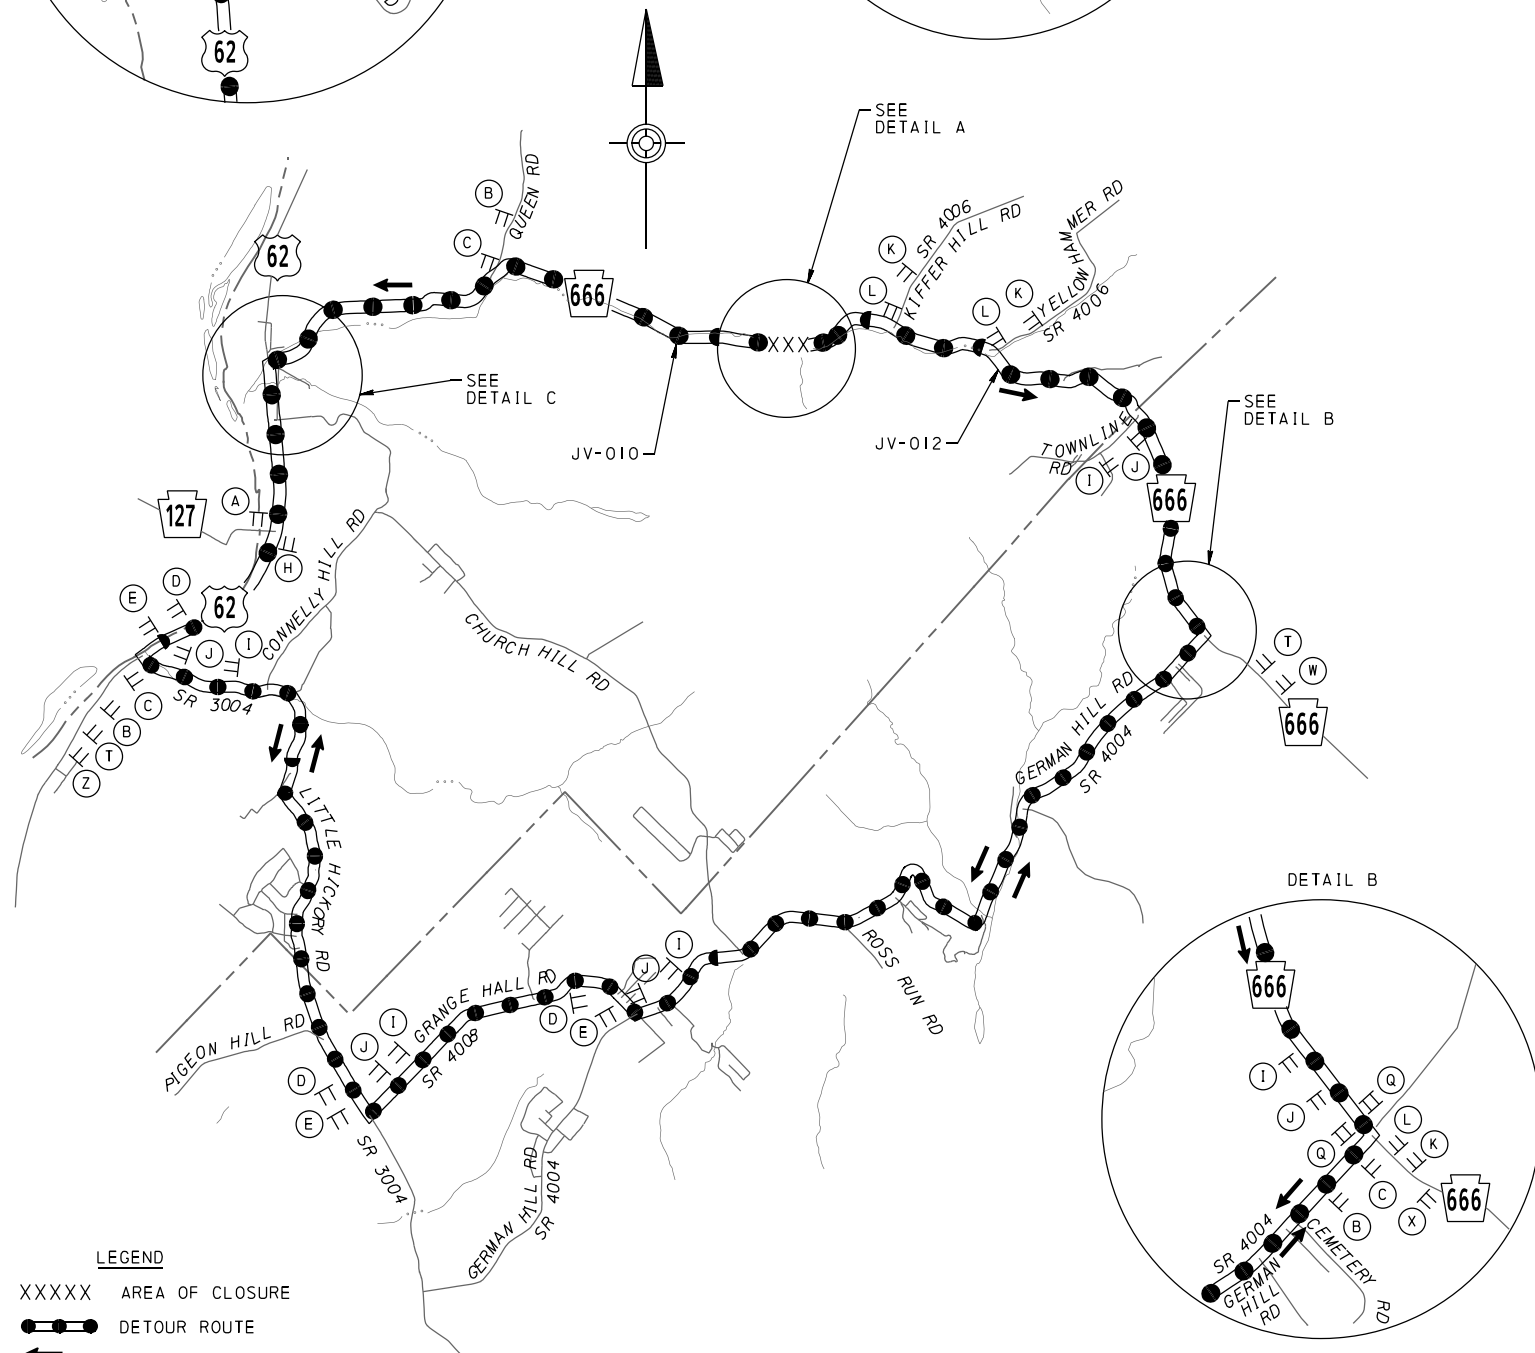 62
SEE
DETAIL A
B
QUEEN RD
C
62
666
K
SR 4006
KIFFER HILL RD
L
YELLOW HAMMER RD
K
L
SR 4006
SEE
DETAIL C
SEE
DETAIL B
JV-010
JV-012
TOWNLINE
RD
J
I
666
A
127
H
CONNELLY HILL RD
D
E
62
I
J
CHURCH HILL RD
SR 3004
C
B
T
Z
T
W
666
GERMAN HILL RD
SR 4004
LITTLE HICKORY RD
DETAIL B
666
I
J
Q
L
K
Q
C
B
X
666
SR 4004
GERMAN
HILL
RD
CEMETERY RD
ROSS RUN RD
I
J
GRANGE HALL RD
SR 4008
D
E
I
J
PIGEON HILL RD
D
E
SR 3004
GERMAN HILL RD
SR 4004
LEGEND
XXXXX AREA OF CLOSURE
DETOUR ROUTE
XXX